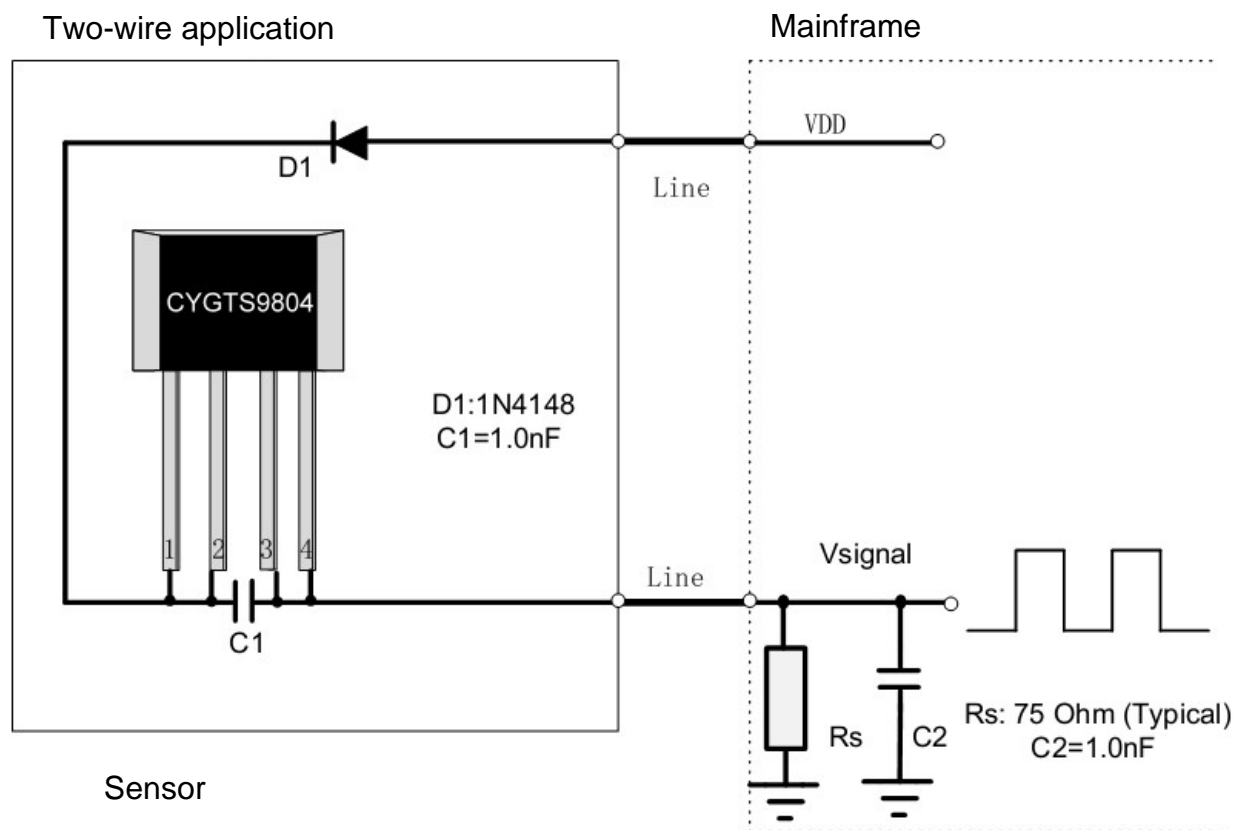 Two-wire application
Mainframe
VDD
D1
Line
CYGTS9804
D1:1N4148
C1=1.0nF
1 2 3 4
Line
Vsignal
C1
Rs
C2
Rs: 75 Ohm (Typical)
C2=1.0nF
Sensor